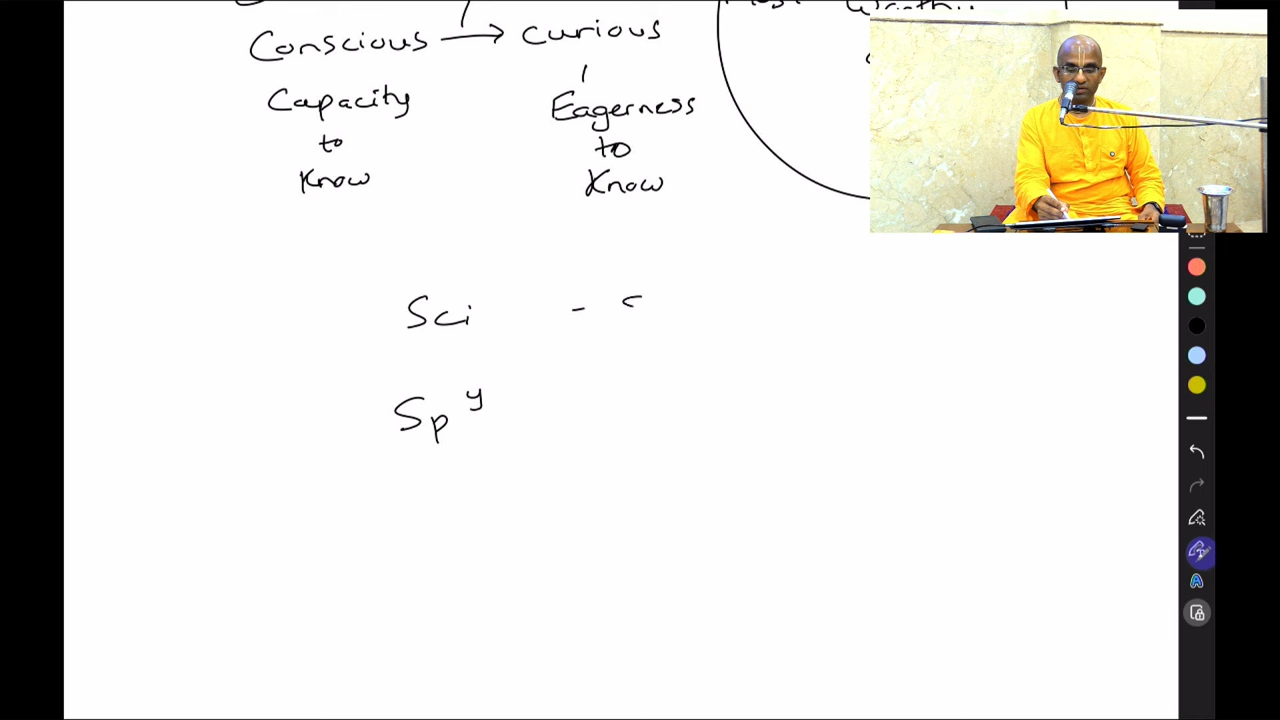 Conscious → curious
Capacity
to
Know
Eagerness
to
Know
Sci -
Sp y